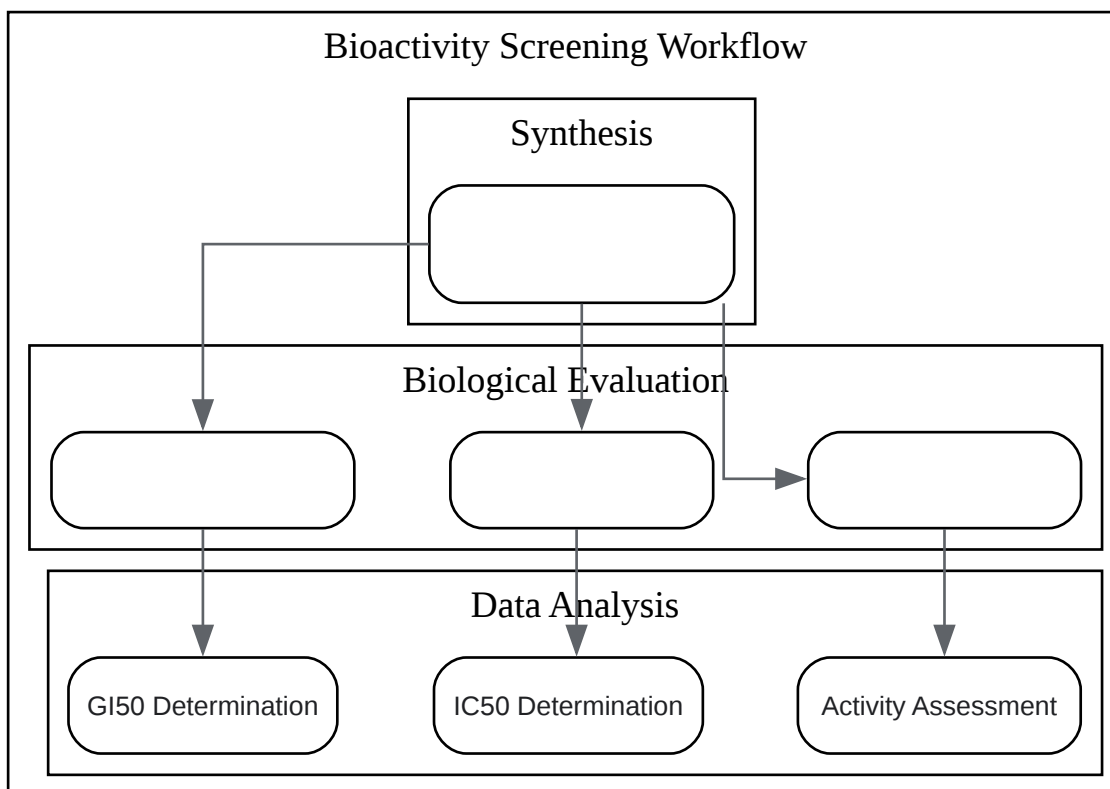 Bioactivity Screening Workflow
Synthesis
Biological Evaluation
Data Analysis
GI50 Determination
IC50 Determination
Activity Assessment